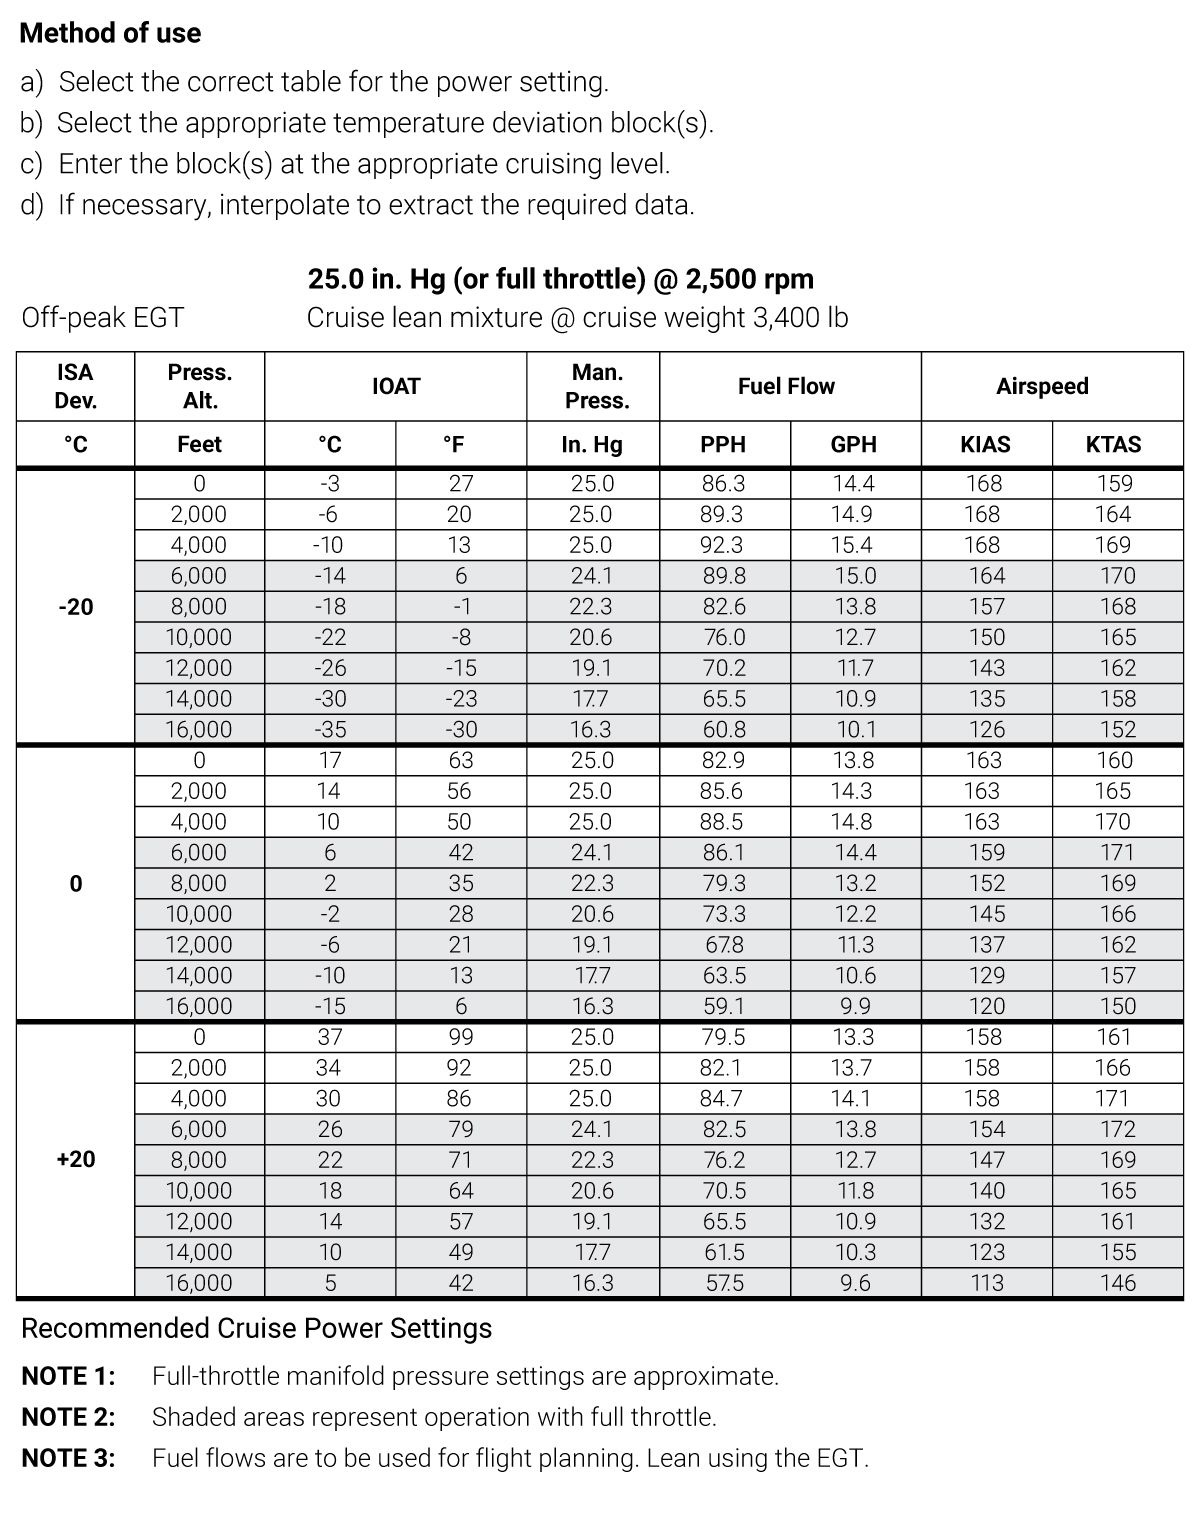 Method of use
a) Select the correct table for the power setting.
b) Select the appropriate temperature deviation block(s).
c) Enter the block(s) at the appropriate cruising level.
d) If necessary, interpolate to extract the required data.
25.0 in. Hg (or full throttle) @ 2,500 rpm
Off-peak EGT Cruise lean mixture @ cruise weight 3,400 lb
ISA Dev. Press. Alt. IOAT Man. Press. Fuel Flow Airspeed
°C Feet °C °F In. Hg PPH GPH KIAS KTAS
0 -3 27 25.0 86.3 14.4 168 159
2,000 -6 20 25.0 89.3 14.9 168 164
4,000 -10 13 25.0 92.3 15.4 168 169
6,000 -14 6 24.1 89.8 15.0 164 170
-20 8,000 -18 -1 22.3 82.6 13.8 157 168
10,000 -22 -8 20.6 76.0 12.7 150 165
12,000 -26 -15 19.1 70.2 11.7 143 162
14,000 -30 -23 17.7 65.5 10.9 135 158
16,000 -35 -30 16.3 60.8 10.1 126 152
0 17 63 25.0 82.9 13.8 163 160
2,000 14 56 25.0 85.6 14.3 163 165
4,000 10 50 25.0 88.5 14.8 163 170
6,000 6 42 24.1 86.1 14.4 159 171
0 8,000 2 35 22.3 79.3 13.2 152 169
10,000 -2 28 20.6 73.3 12.2 145 166
12,000 -6 21 19.1 67.8 11.3 137 162
14,000 -10 13 17.7 63.5 10.6 129 157
16,000 -15 6 16.3 59.1 9.9 120 150
0 37 99 25.0 79.5 13.3 158 161
2,000 34 92 25.0 82.1 13.7 158 166
4,000 30 86 25.0 84.7 14.1 158 171
6,000 26 79 24.1 82.5 13.8 154 172
+20 8,000 22 71 22.3 76.2 12.7 147 169
10,000 18 64 20.6 70.5 11.8 140 165
12,000 14 57 19.1 65.5 10.9 132 161
14,000 10 49 17.7 61.5 10.3 123 155
16,000 5 42 16.3 57.5 9.6 113 146
Recommended Cruise Power Settings
NOTE 1: Full-throttle manifold pressure settings are approximate.
NOTE 2: Shaded areas represent operation with full throttle.
NOTE 3: Fuel flows are to be used for flight planning. Lean using the EGT.